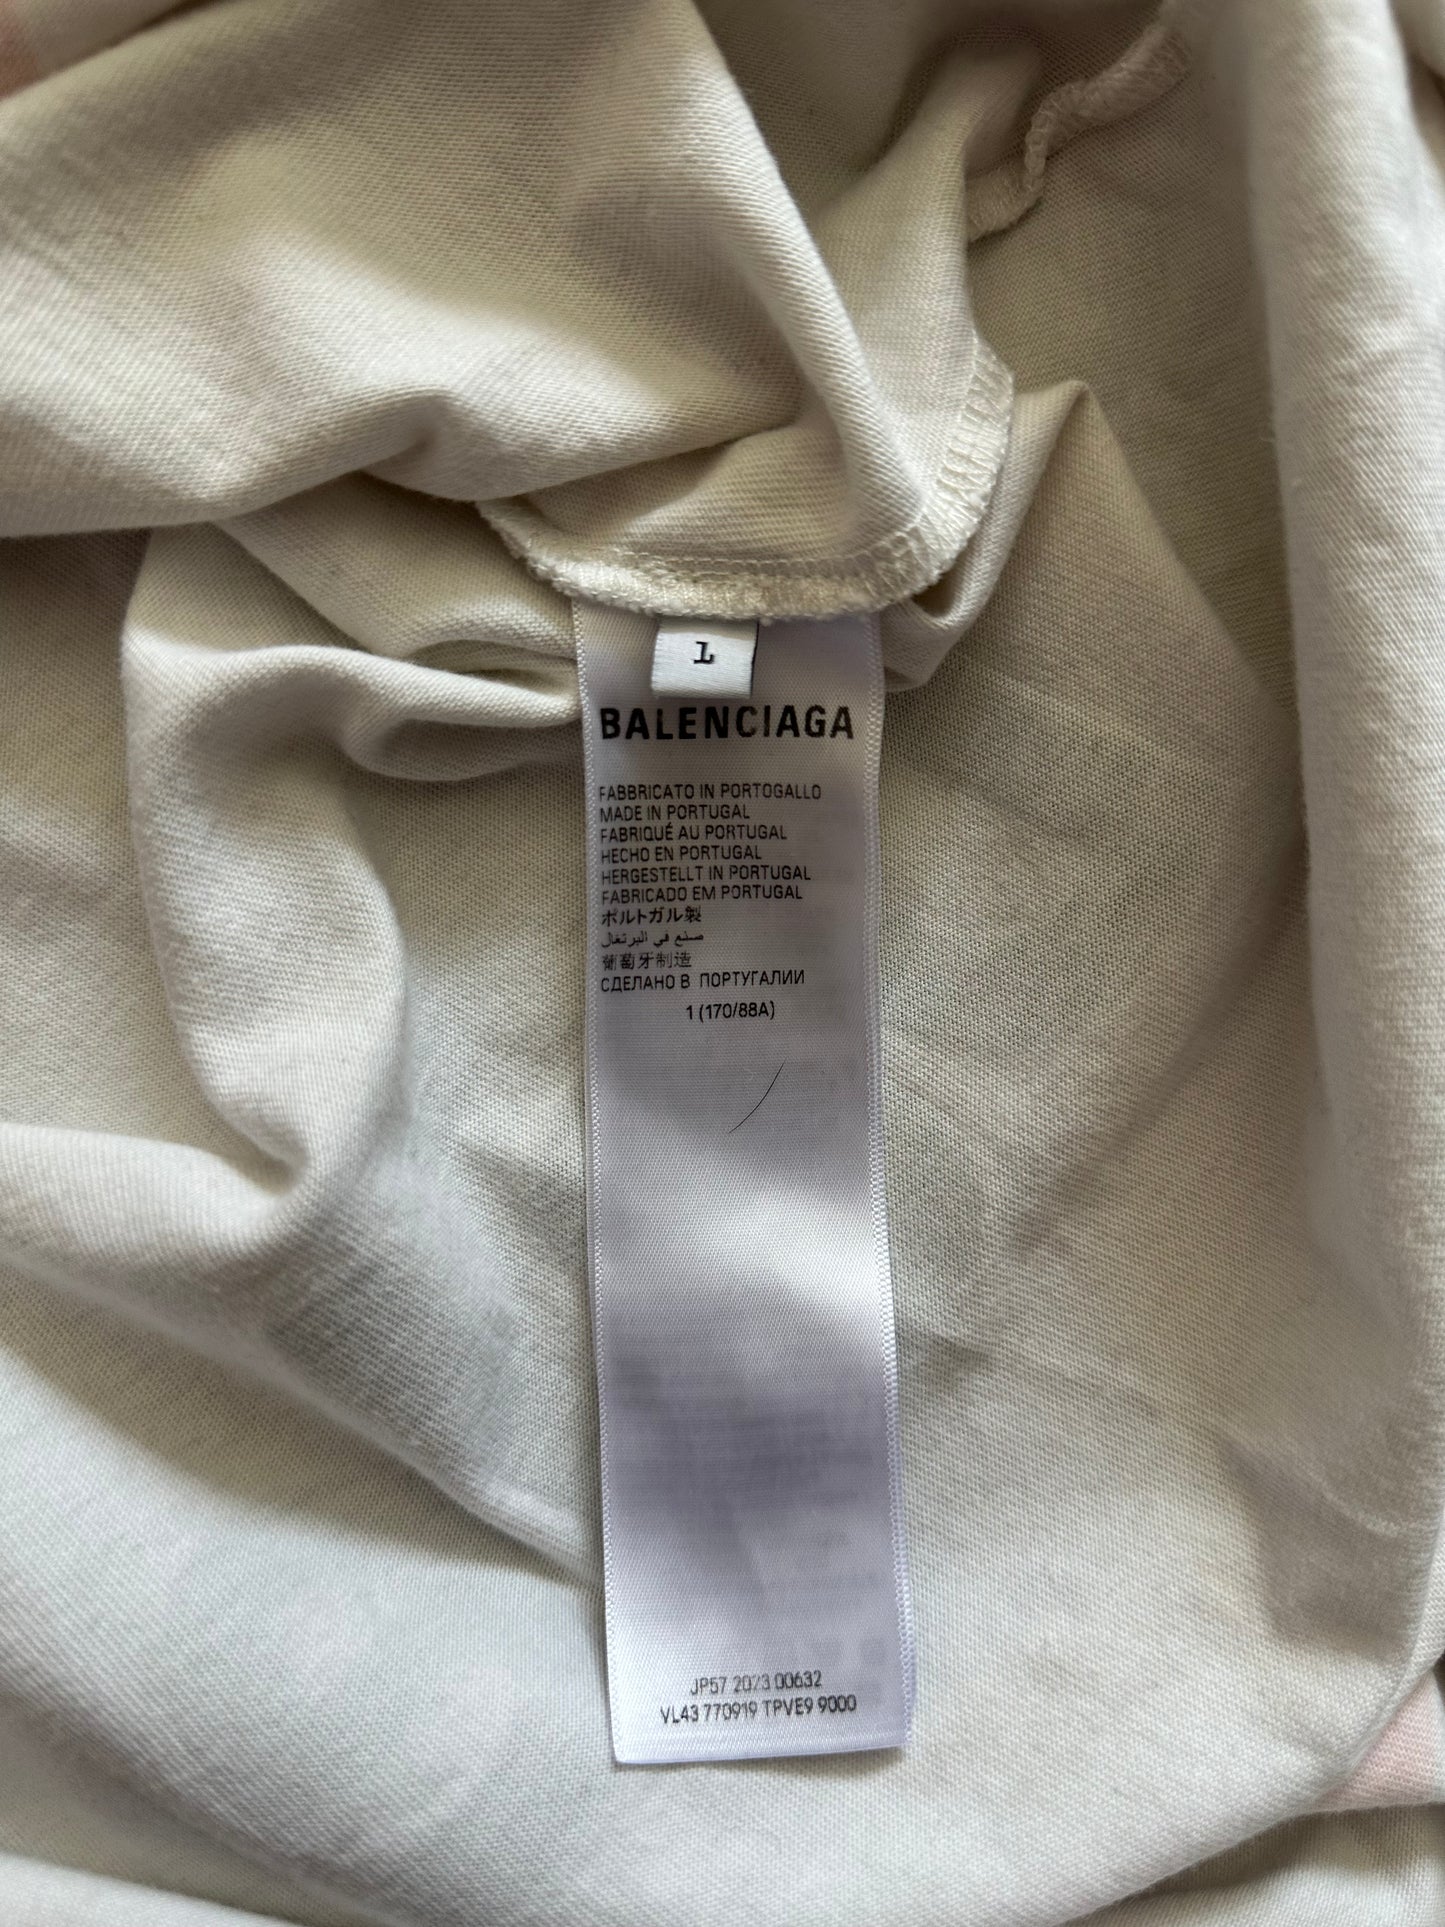 1
BALENCIAGA
FABBRICATO IN PORTOGALLO
MADE IN PORTUGAL
FABRIQUÉ AU PORTUGAL
HECHO EN PORTUGAL
HERGESTELLT IN PORTUGAL
FABRICADO EM PORTUGAL
ポルトガル製
صنع في البرتغال
葡萄牙制造
СДЕЛАНО В ПОРТУГАЛИИ
1 (170/88A)
JP57 2023 00632
VL43 770919 TPVE9 9000